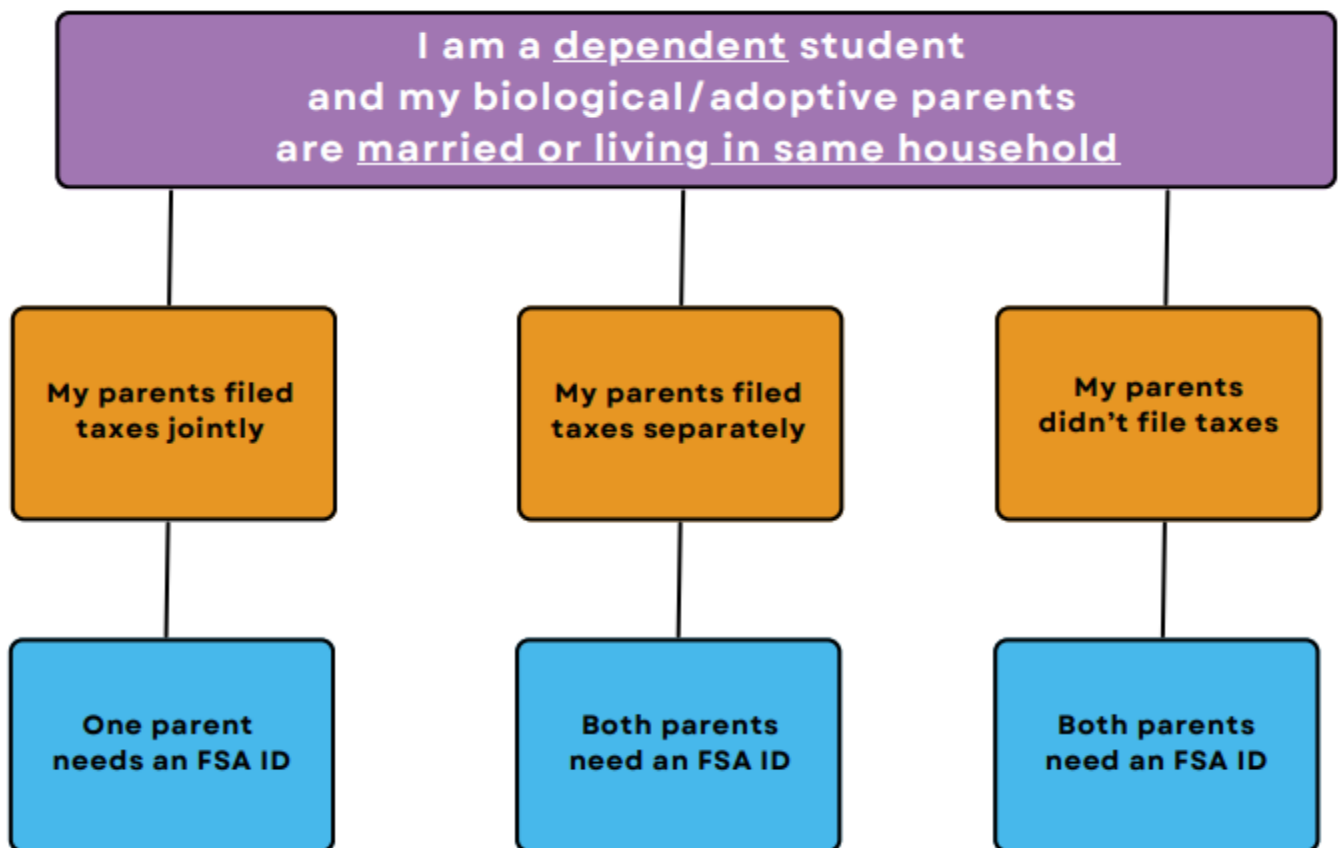 I am a dependent student
and my biological/adoptive parents
are married or living in same household
My parents filed
taxes jointly
My parents filed
taxes separately
My parents
didn’t file taxes
One parent
needs an FSA ID
Both parents
need an FSA ID
Both parents
need an FSA ID